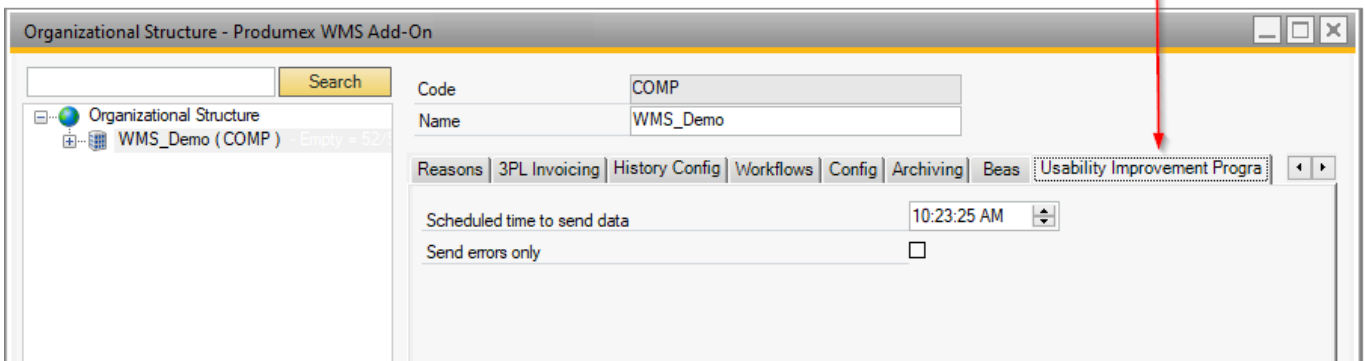 Organizational Structure - Produmex WMS Add-On
Search
Code COMP
Organizational Structure
Name WMS_Demo
WMS_Demo ( COMP ) - Empty = 52/
Reasons 3PL Invoicing History Config Workflows Config Archiving Beas Usability Improvement Progra
Scheduled time to send data 10:23:25 AM
Send errors only